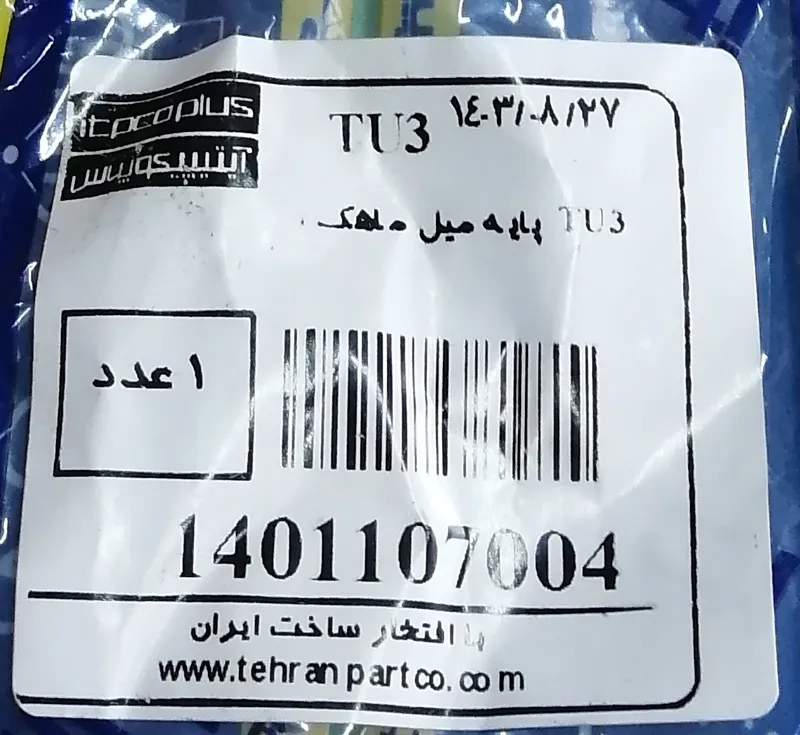 itpcoplus
آیتپکوپلاس
TU3 ۱۴۰۳/۰۸/۲۷
TU3 پایه میل ماهک
۱ عدد
1401107004
با افتخار ساخت ایران
www.tehranpartco.com